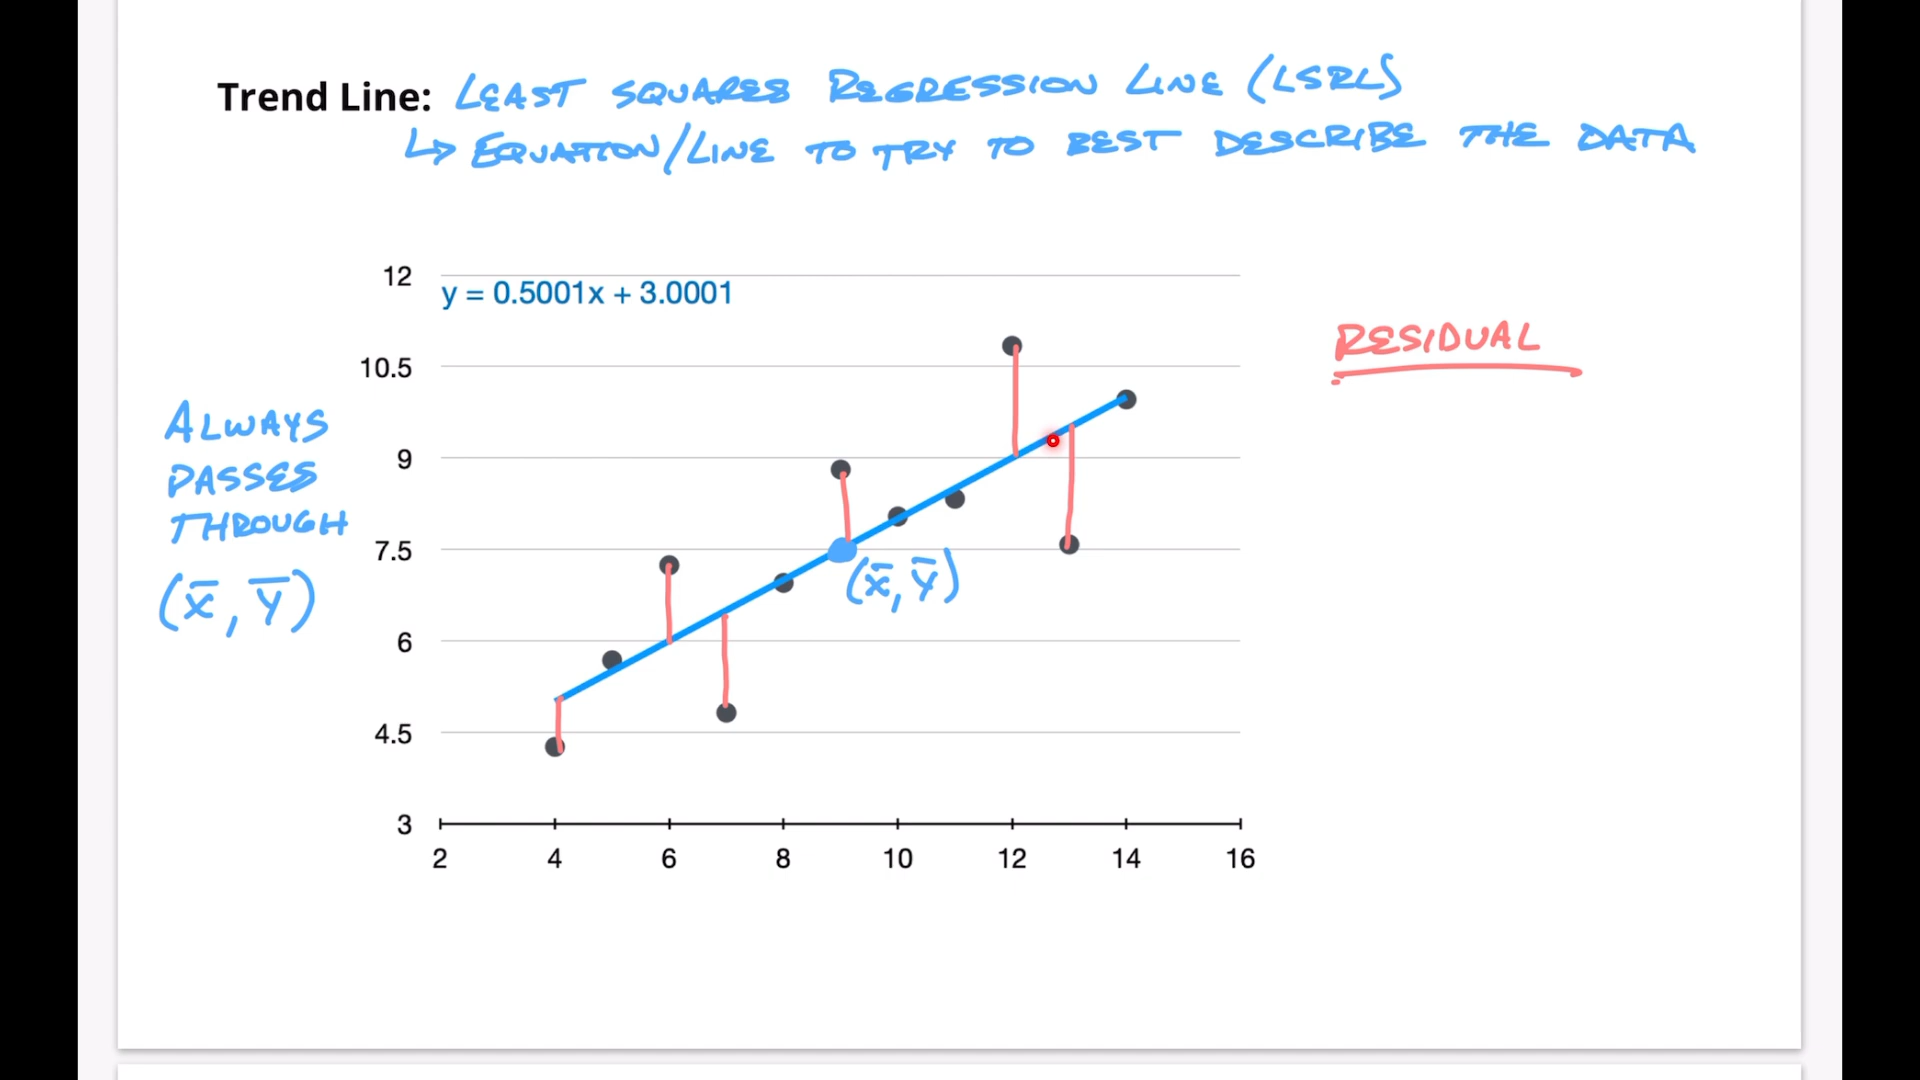 Trend Line: LEAST SQUARES REGRESSION LINE (LSRL)
↳ EQUATION/LINE TO TRY TO BEST DESCRIBE THE DATA
12
y = 0.5001x + 3.0001
RESIDUAL
10.5
ALWAYS
PASSES
THROUGH
(x̄, ȳ)
9
7.5
(x̄, ȳ)
6
4.5
3
2 4 6 8 10 12 14 16